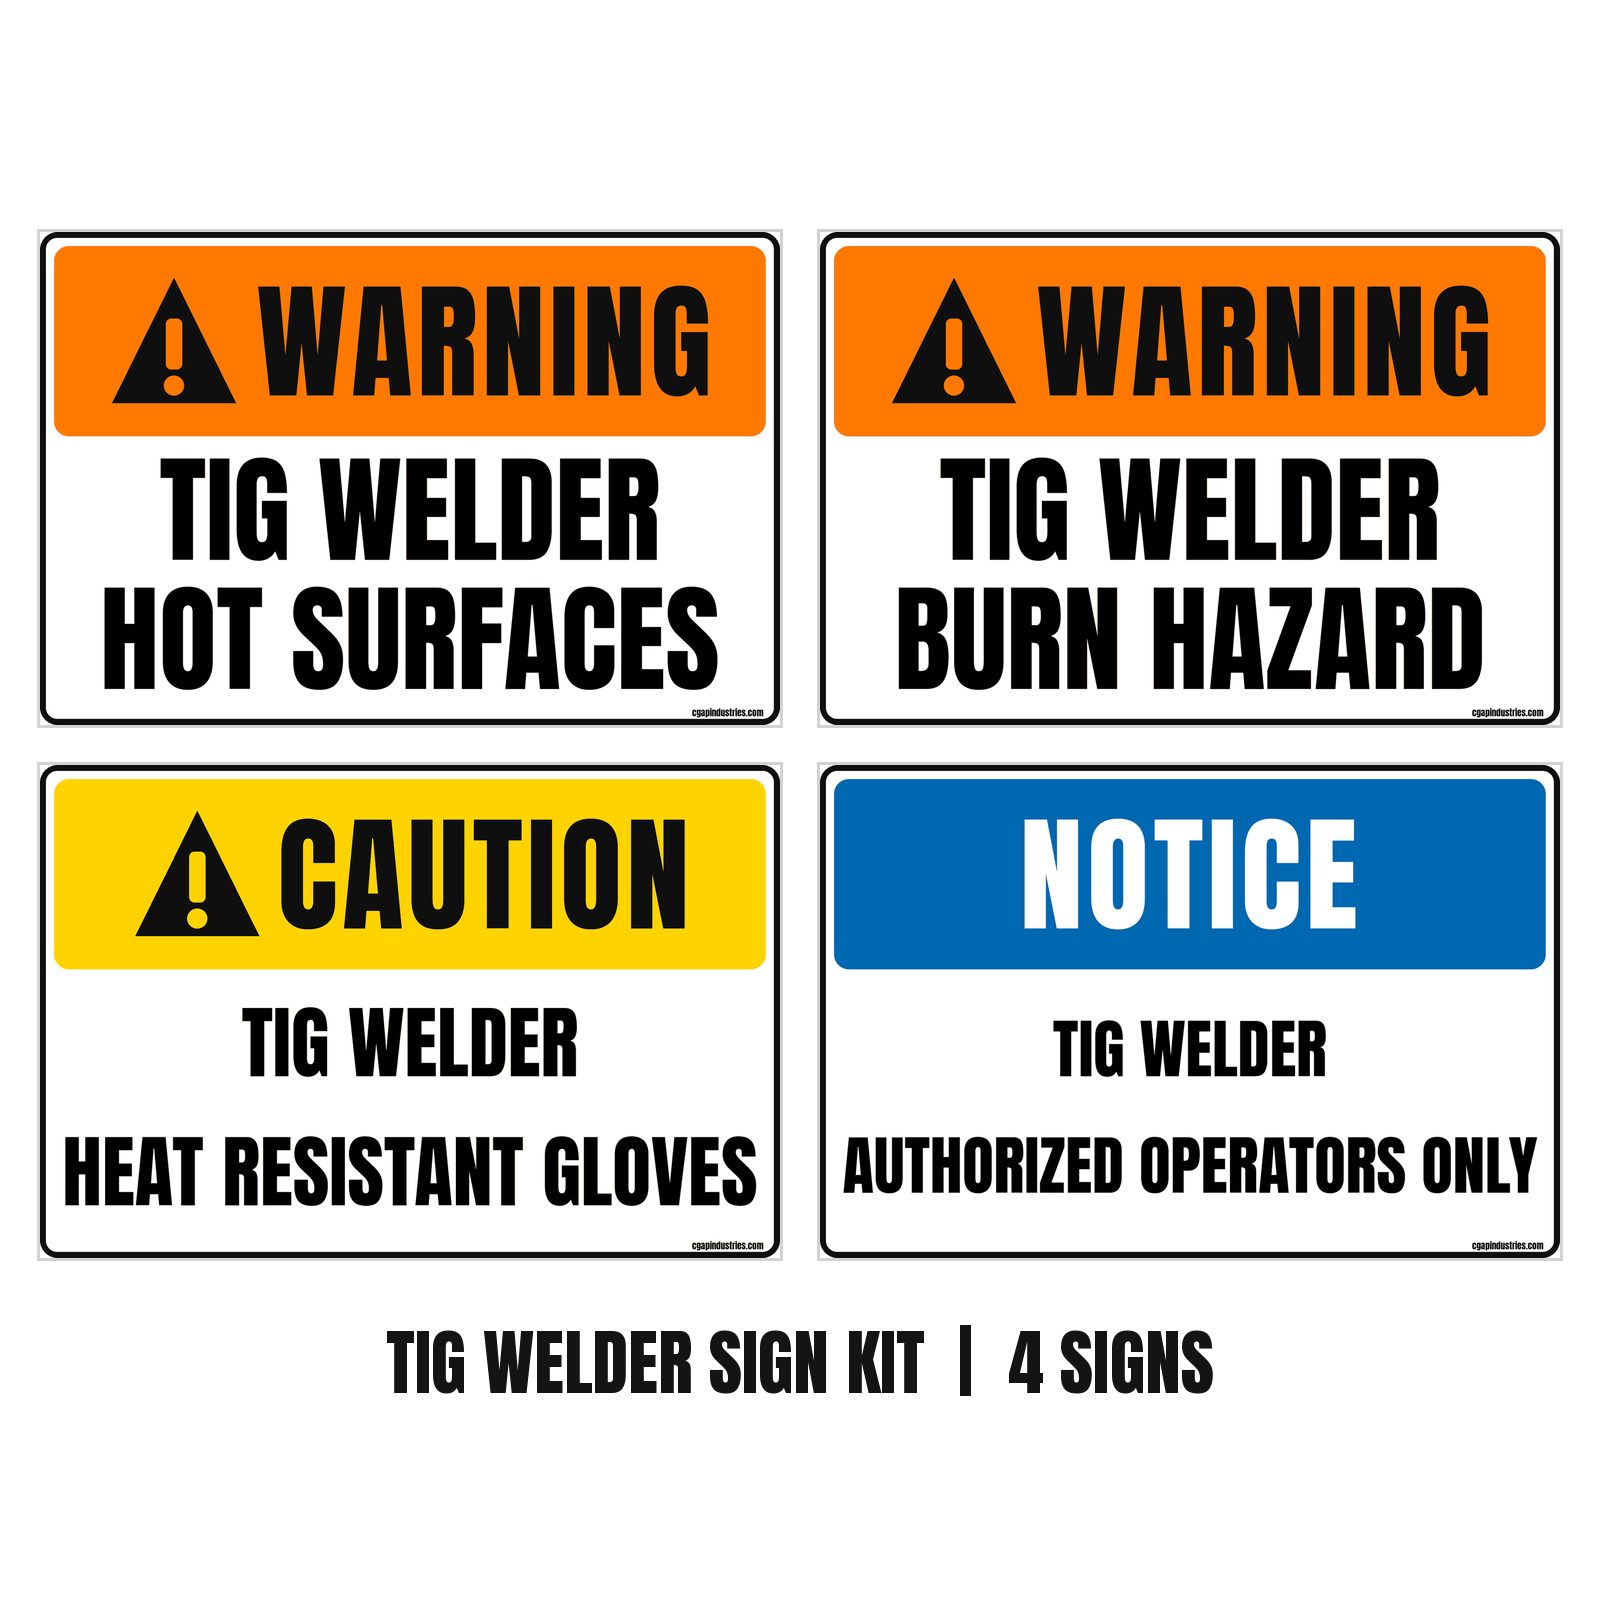 WARNING
TIG WELDER
HOT SURFACES
cgapindustries.com
WARNING
TIG WELDER
BURN HAZARD
cgapindustries.com
CAUTION
TIG WELDER
HEAT RESISTANT GLOVES
cgapindustries.com
NOTICE
TIG WELDER
AUTHORIZED OPERATORS ONLY
cgapindustries.com
TIG WELDER SIGN KIT | 4 SIGNS